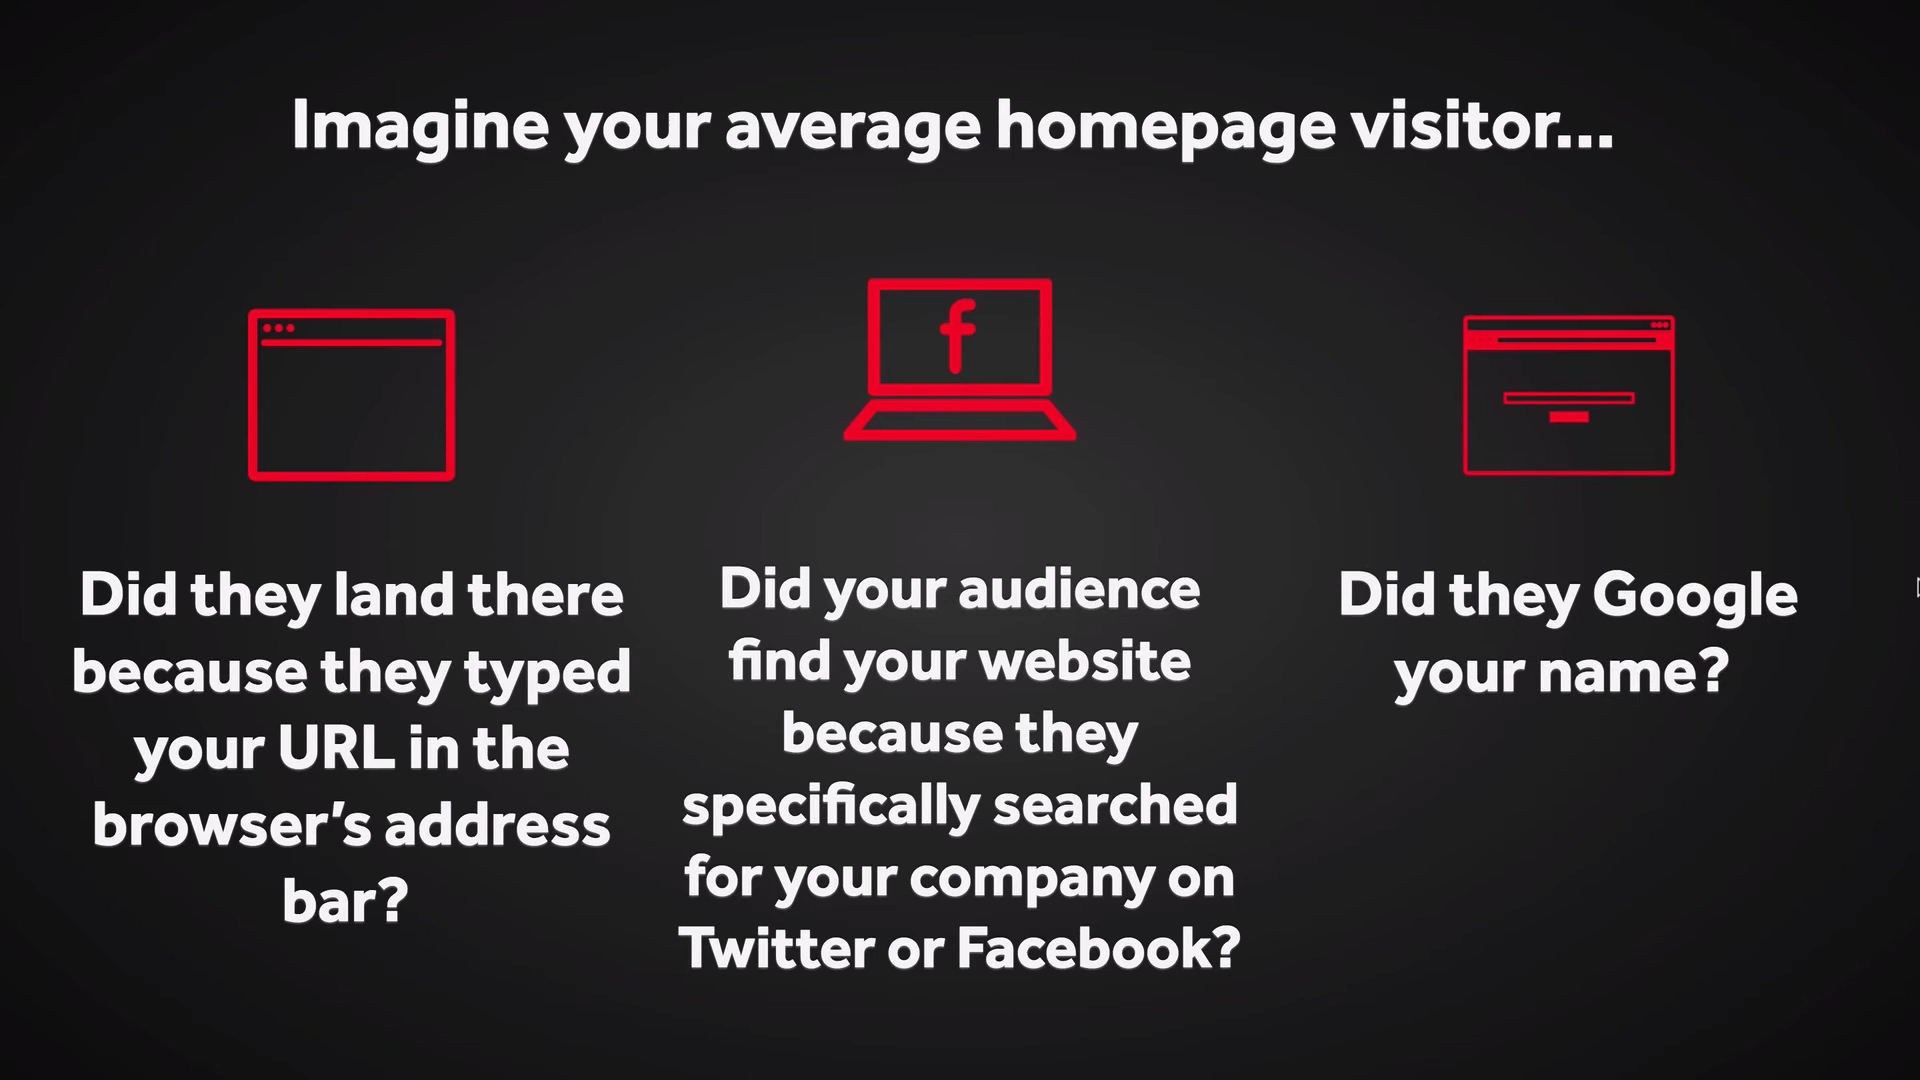 Imagine your average homepage visitor...
Did they land there
because they typed
your URL in the
browser's address
bar?
f
Did your audience
find your website
because they
specifically searched
for your company on
Twitter or Facebook?
Did they Google
your name?